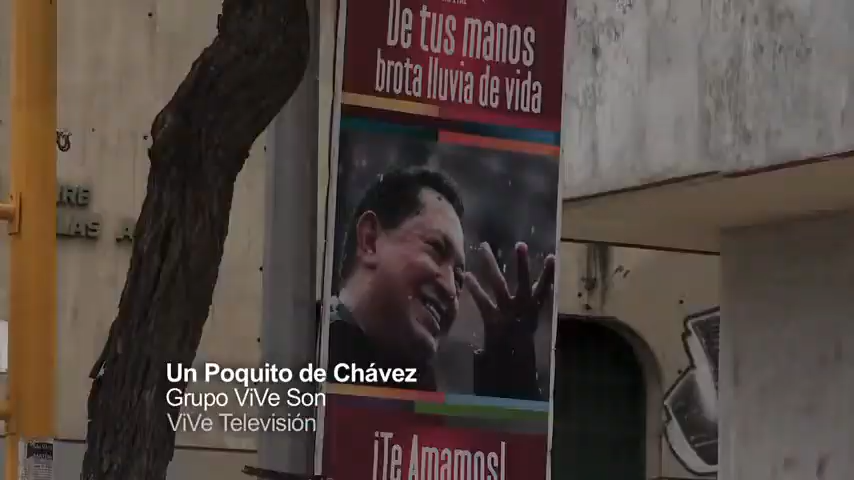 De tus manos
brota lluvia de vida
Un Poquito de Chávez
Grupo ViVe Son
ViVe Televisión
¡Te Amamos!